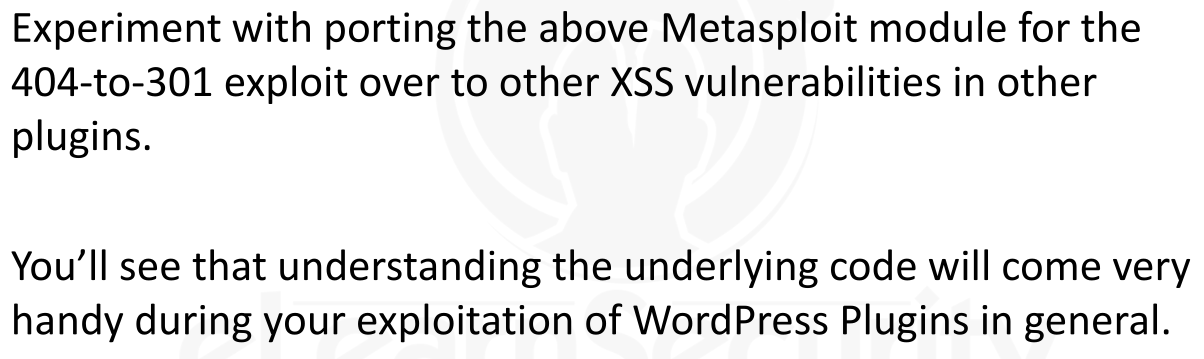 Experiment with porting the above Metasploit module for the
404-to-301 exploit over to other XSS vulnerabilities in other
plugins.
You’ll see that understanding the underlying code will come very
handy during your exploitation of WordPress Plugins in general.
eLearnSecurity